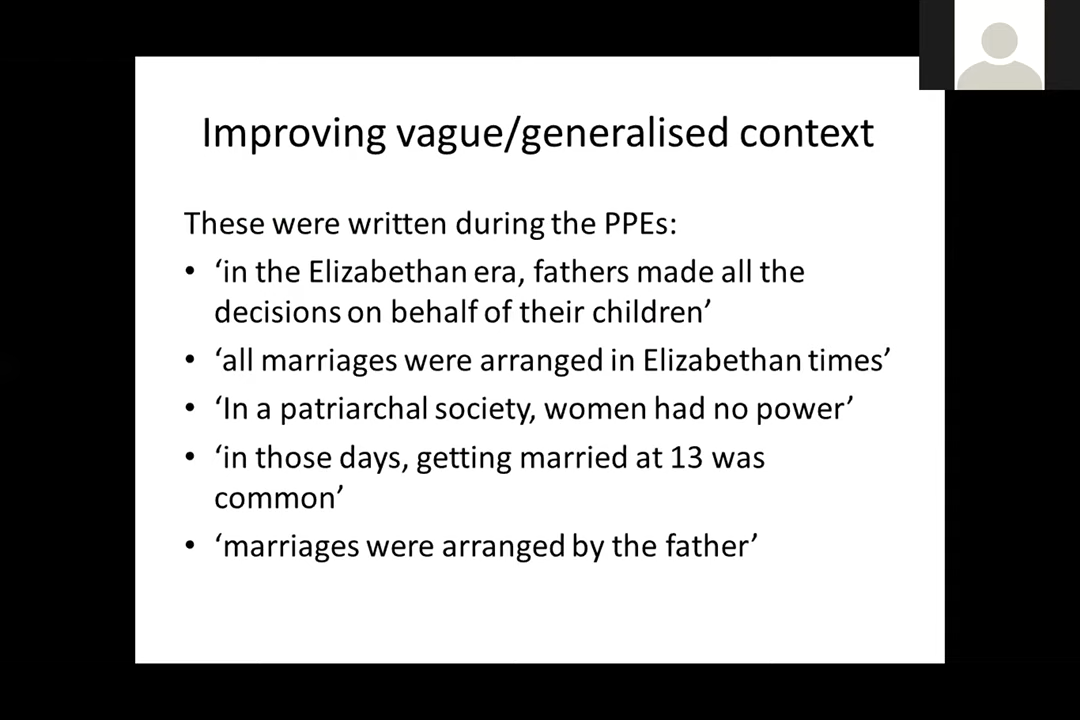 Improving vague/generalised context
These were written during the PPEs:
• ‘in the Elizabethan era, fathers made all the
decisions on behalf of their children’
• ‘all marriages were arranged in Elizabethan times’
• ‘In a patriarchal society, women had no power’
• ‘in those days, getting married at 13 was
common’
• ‘marriages were arranged by the father’